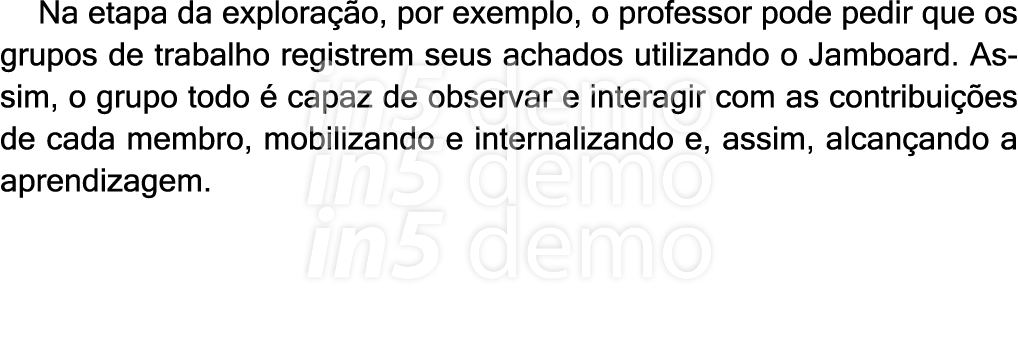 Na etapa da exploração, por exemplo, o professor pode pedir que os
grupos de trabalho registrem seus achados utilizando o Jamboard. As-
sim, o grupo todo é capaz de observar e interagir com as contribuições
de cada membro, mobilizando e internalizando e, assim, alcançando a
aprendizagem.
in5 demo
in5 demo
in5 demo